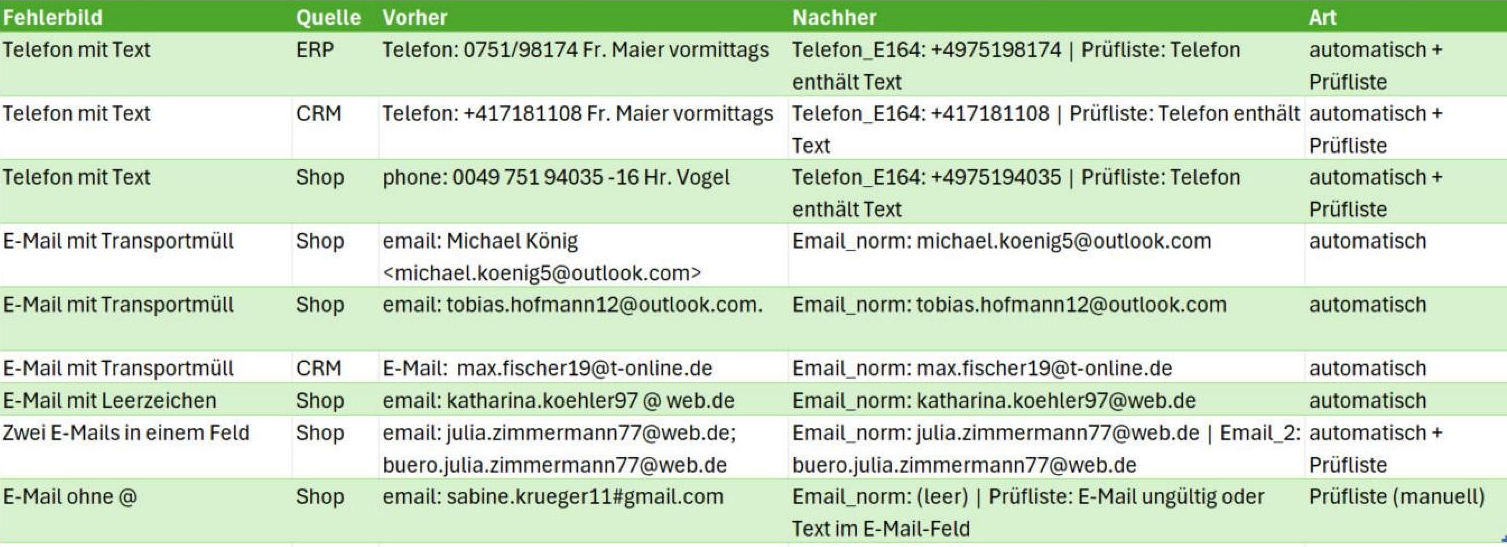 Fehlerbild Quelle Vorher Nachher Art
Telefon mit Text ERP Telefon: 0751/98174 Fr. Maier vormittags Telefon_E164: +4975198174 | Prüfliste: Telefon automatisch +
enthält Text Prüfliste
Telefon mit Text CRM Telefon: +417181108 Fr. Maier vormittags Telefon_E164: +417181108 | Prüfliste: Telefon enthält automatisch +
Text Prüfliste
Telefon mit Text Shop phone: 0049 751 94035 -16 Hr. Vogel Telefon_E164: +4975194035 | Prüfliste: Telefon automatisch +
enthält Text Prüfliste
E-Mail mit Transportmüll Shop email: Michael König Email_norm: michael.koenig5@outlook.com automatisch
<michael.koenig5@outlook.com>
E-Mail mit Transportmüll Shop email: tobias.hofmann12@outlook.com. Email_norm: tobias.hofmann12@outlook.com automatisch
E-Mail mit Transportmüll CRM E-Mail: max.fischer19@t-online.de Email_norm: max.fischer19@t-online.de automatisch
E-Mail mit Leerzeichen Shop email: katharina.koehler97 @ web.de Email_norm: katharina.koehler97@web.de automatisch
Zwei E-Mails in einem Feld Shop email: julia.zimmermann77@web.de; Email_norm: julia.zimmermann77@web.de | Email_2: automatisch +
buero.julia.zimmermann77@web.de buero.julia.zimmermann77@web.de Prüfliste
E-Mail ohne @ Shop email: sabine.krueger11#gmail.com Email_norm: (leer) | Prüfliste: E-Mail ungültig oder Prüfliste (manuell)
Text im E-Mail-Feld